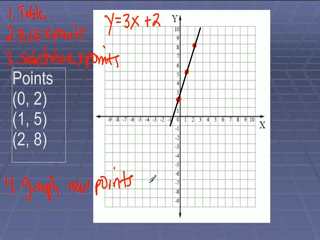 1. Table
2. Pick x points
3. Substitute x points
Points
(0, 2)
(1, 5)
(2, 8)
4. graph need points
y=3x+2
Y
X